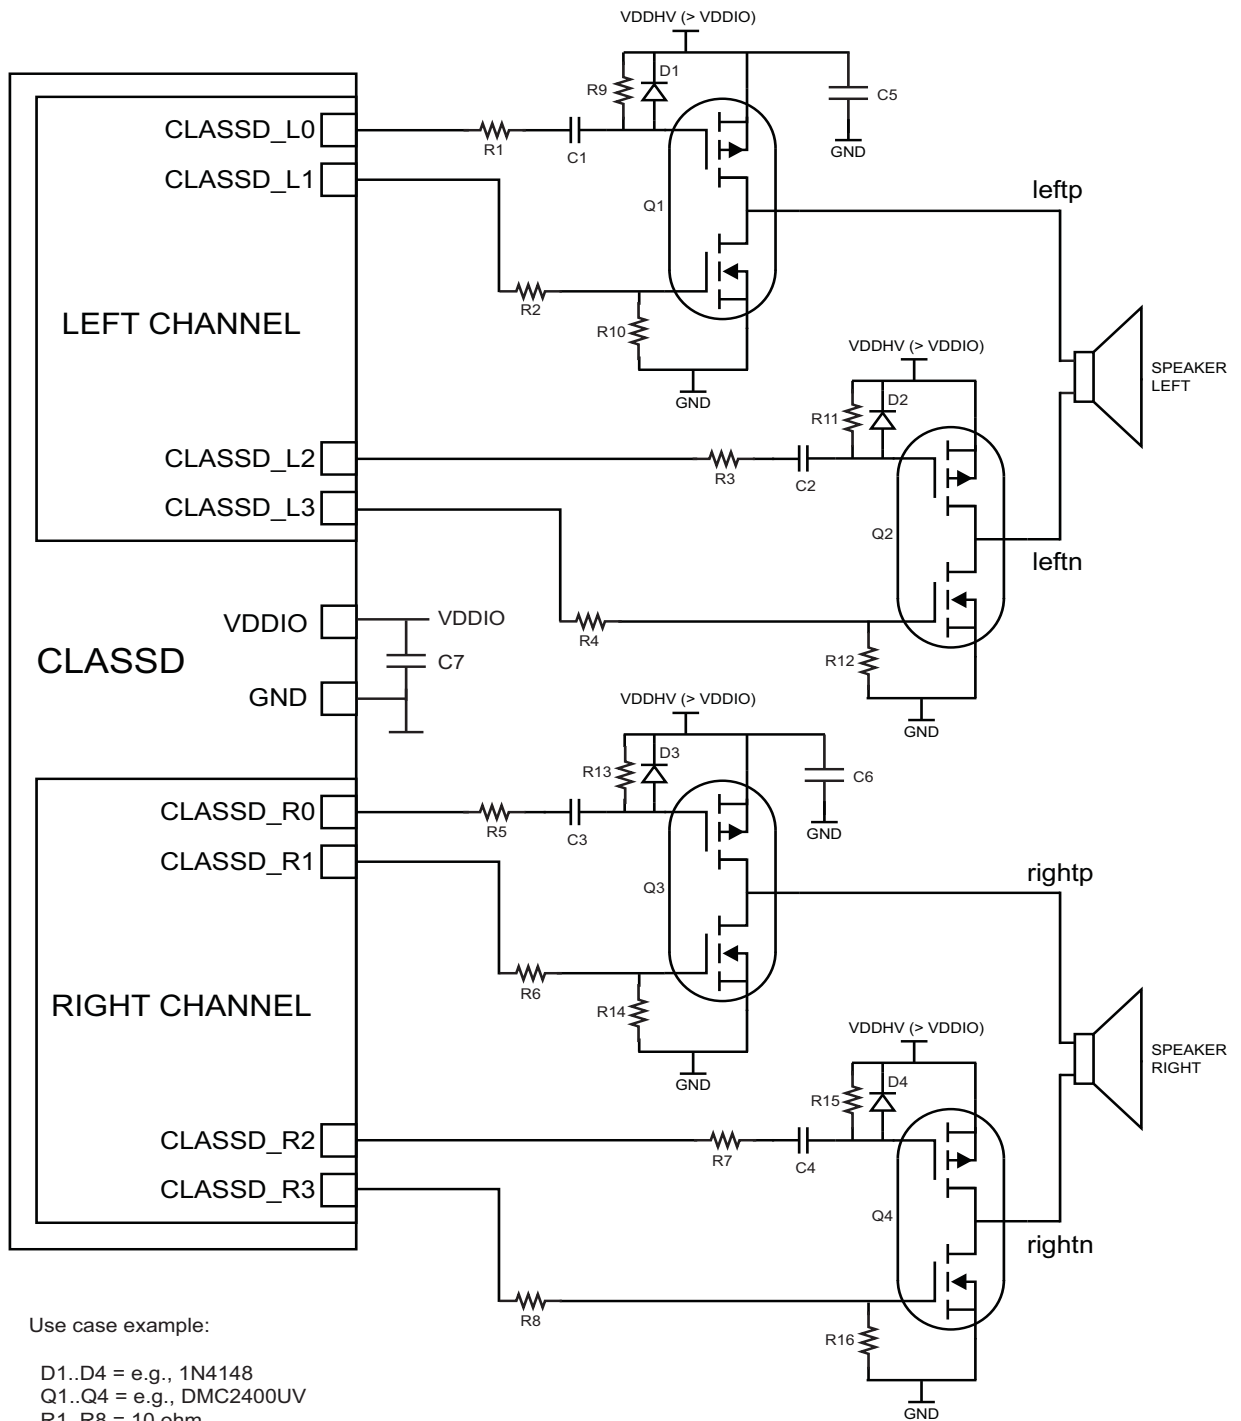 VDDHV (> VDDIO)
D1
R9
C5
CLASSD_L0
R1
C1
GND
CLASSD_L1
leftp
Q1
R2
LEFT CHANNEL
R10
VDDHV (> VDDIO)
SPEAKER
LEFT
GND
D2
R11
CLASSD_L2
R3
C2
CLASSD_L3
Q2
leftn
VDDIO
VDDIO
R4
CLASSD
C7
R12
GND
VDDHV (> VDDIO)
GND
D3
R13
C6
CLASSD_R0
R5
C3
GND
CLASSD_R1
rightp
Q3
R6
RIGHT CHANNEL
R14
VDDHV (> VDDIO)
SPEAKER
RIGHT
GND
D4
R15
CLASSD_R2
R7
C4
CLASSD_R3
Q4
rightn
R8
Use case example:
R16
D1..D4 = e.g., 1N4148
Q1..Q4 = e.g., DMC2400UV
R1..R8 = 10 ohm
GND